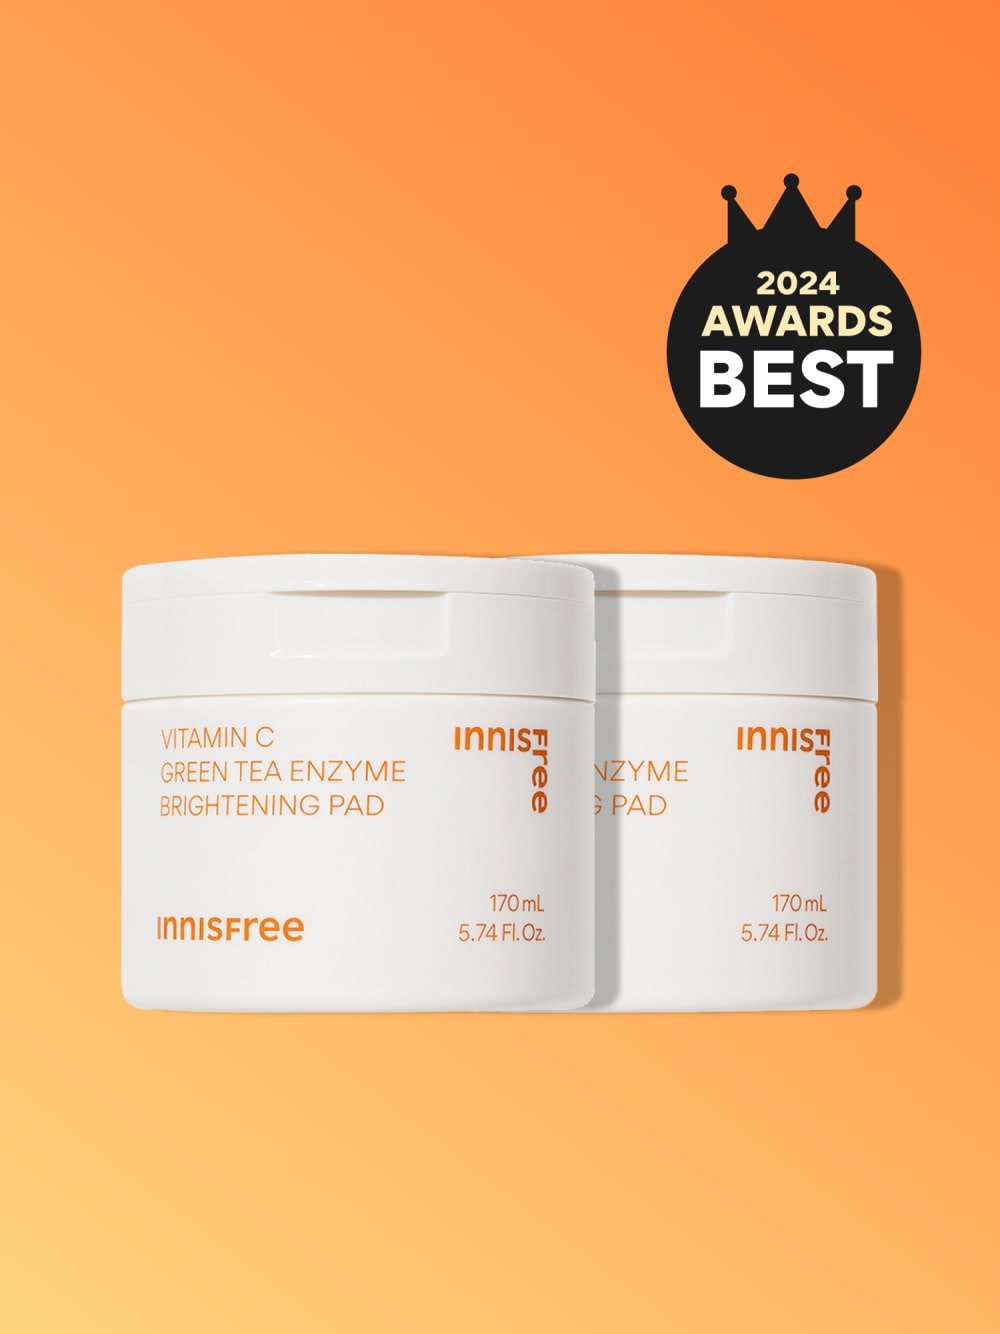 2024
AWARDS
BEST
VITAMIN C
GREEN TEA ENZYME
BRIGHTENING PAD
INNISFree
INNISFree
170 mL
5.74 Fl. Oz.
INNISFree
NZYME
G PAD
170 mL
5.74 Fl. Oz.